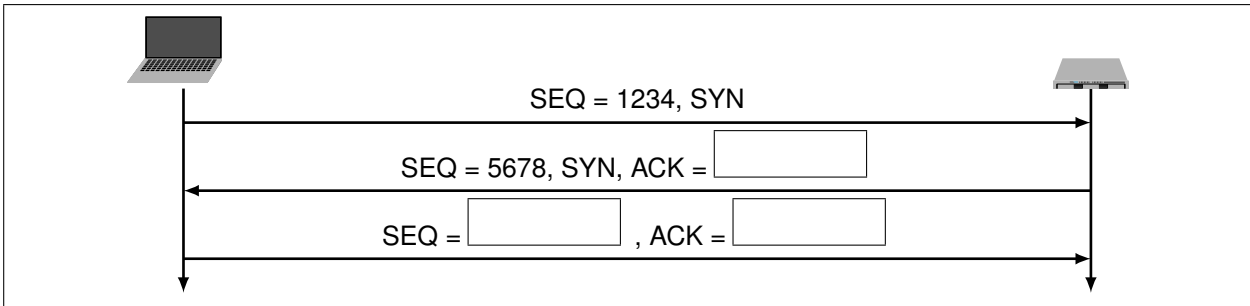 SEQ = 1234, SYN
SEQ = 5678, SYN, ACK =
SEQ = , ACK =